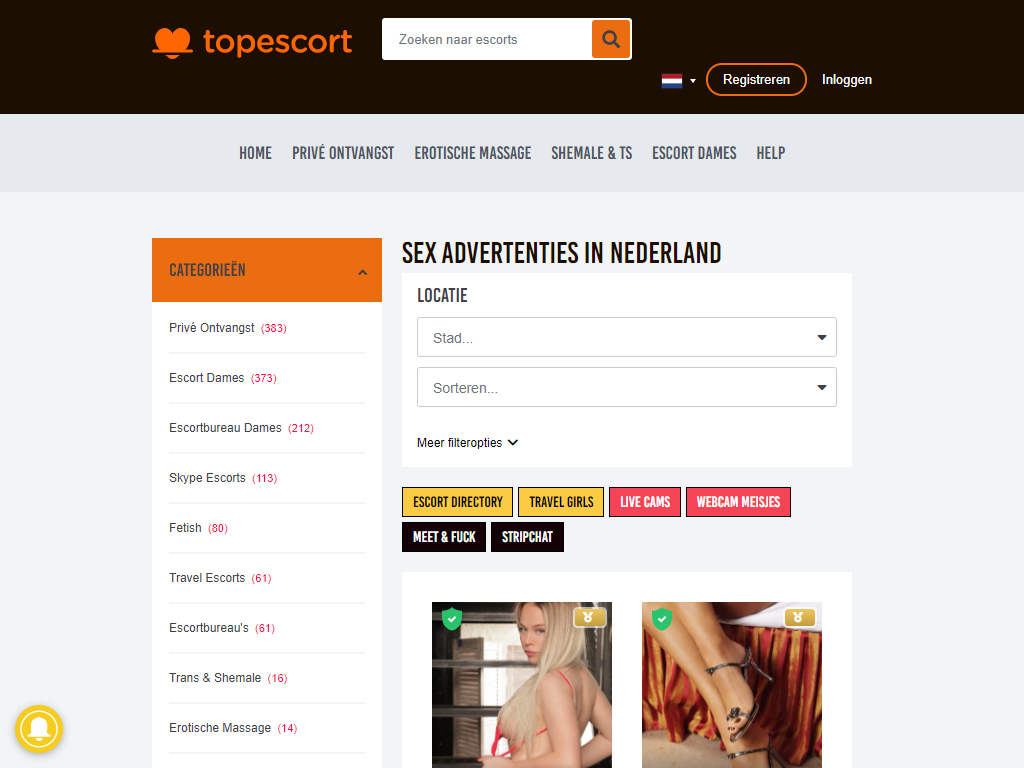 topescort
Zoeken naar escorts
Registreren
Inloggen
HOME
PRIVÉ ONTVANGST
EROTISCHE MASSAGE
SHEMALE & TS
ESCORT DAMES
HELP
CATEGORIEËN
Privé Ontvangst (383)
Escort Dames (373)
Escortbureau Dames (212)
Skype Escorts (113)
Fetish (80)
Travel Escorts (61)
Escortbureau's (61)
Trans & Shemale (16)
Erotische Massage (14)
SEX ADVERTENTIES IN NEDERLAND
LOCATIE
Stad...
Sorteren...
Meer filteropties
ESCORT DIRECTORY
TRAVEL GIRLS
LIVE CAMS
WEBCAM MEISJES
MEET & FUCK
STRIPCHAT